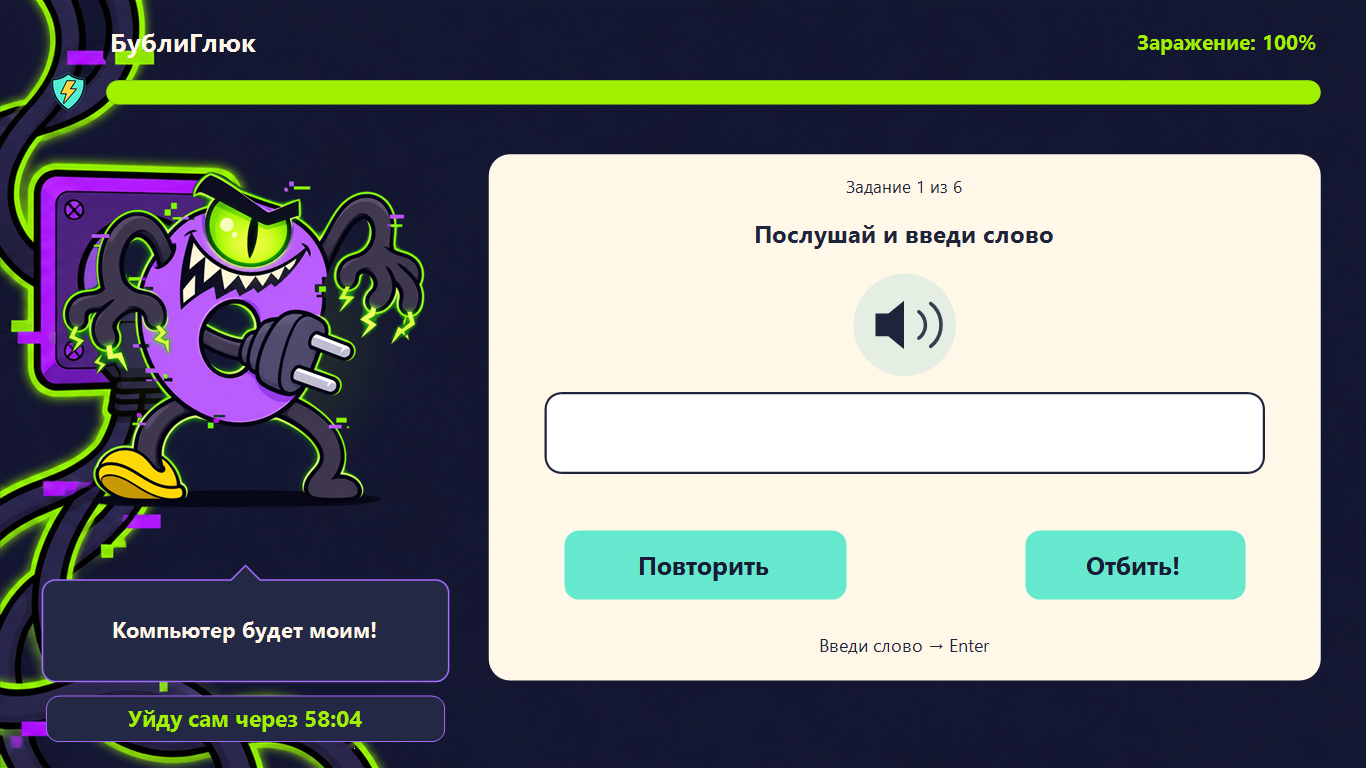 БублиГлюк
Заражение: 100%
Задание 1 из 6
Послушай и введи слово
Повторить
Отбить!
Введи слово → Enter
Компьютер будет моим!
Уйду сам через 58:04